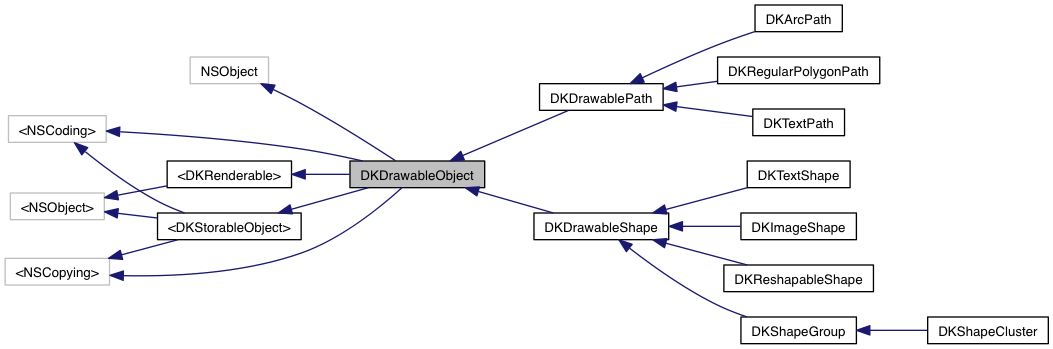 DKArcPath
NSObject
DKRegularPolygonPath
DKDrawablePath
DKTextPath
<NSCoding>
<DKRenderable>
DKDrawableObject
DKTextShape
<NSObject>
<DKStorableObject>
DKDrawableShape
DKImageShape
<NSCopying>
DKReshapableShape
DKShapeGroup
DKShapeCluster